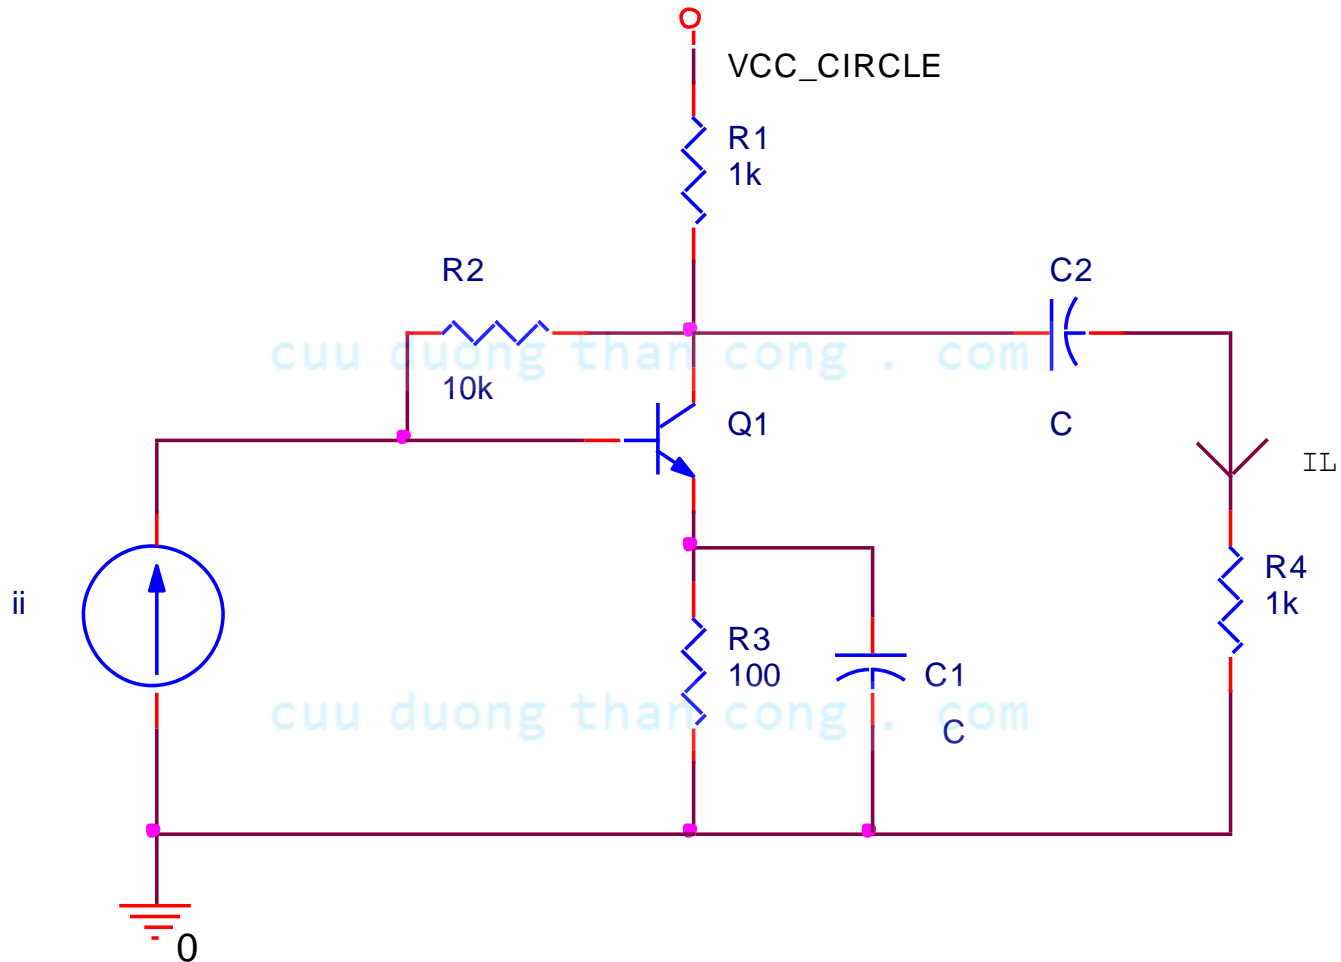 VCC_CIRCLE
R1
1k
R2
C2
cuu duong than cong . com
10k
Q1
C
IL
ii
R4
1k
R3
100
C1
cuu duong than cong . com
C
0